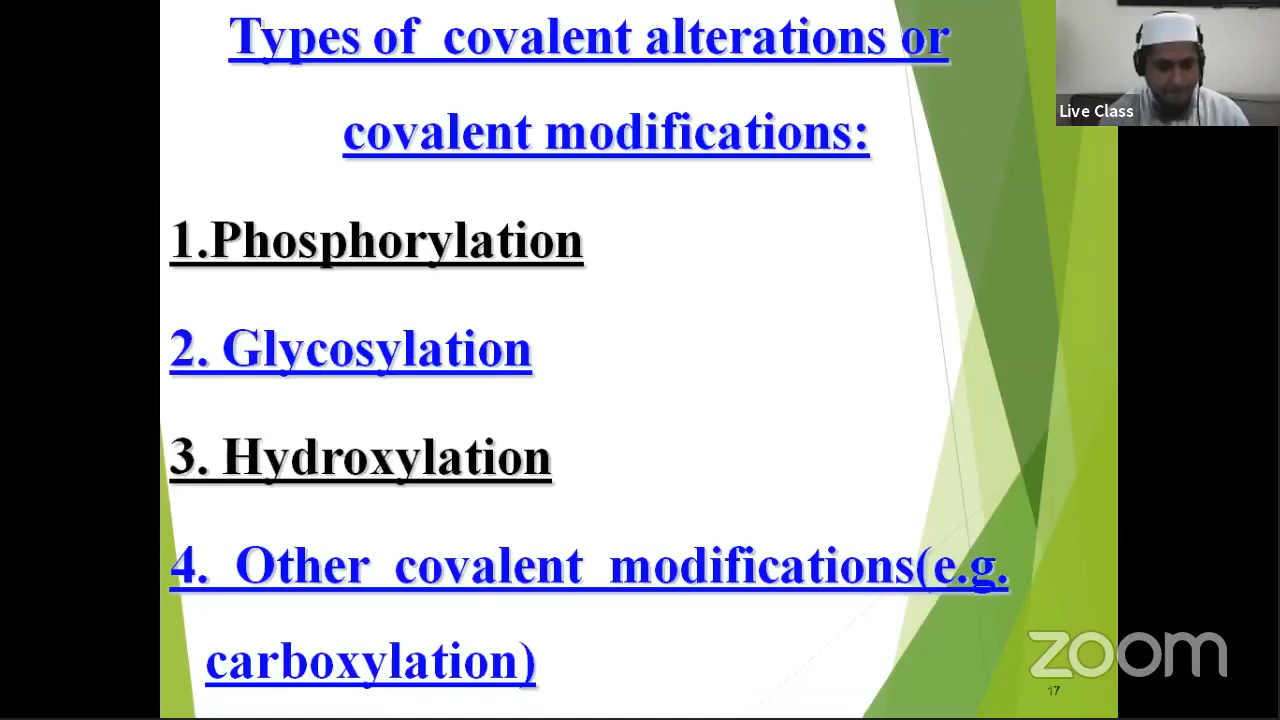 Types of covalent alterations or
covalent modifications:
1.Phosphorylation
2. Glycosylation
3. Hydroxylation
4. Other covalent modifications(e.g.
carboxylation)
Live Class
zoom
17